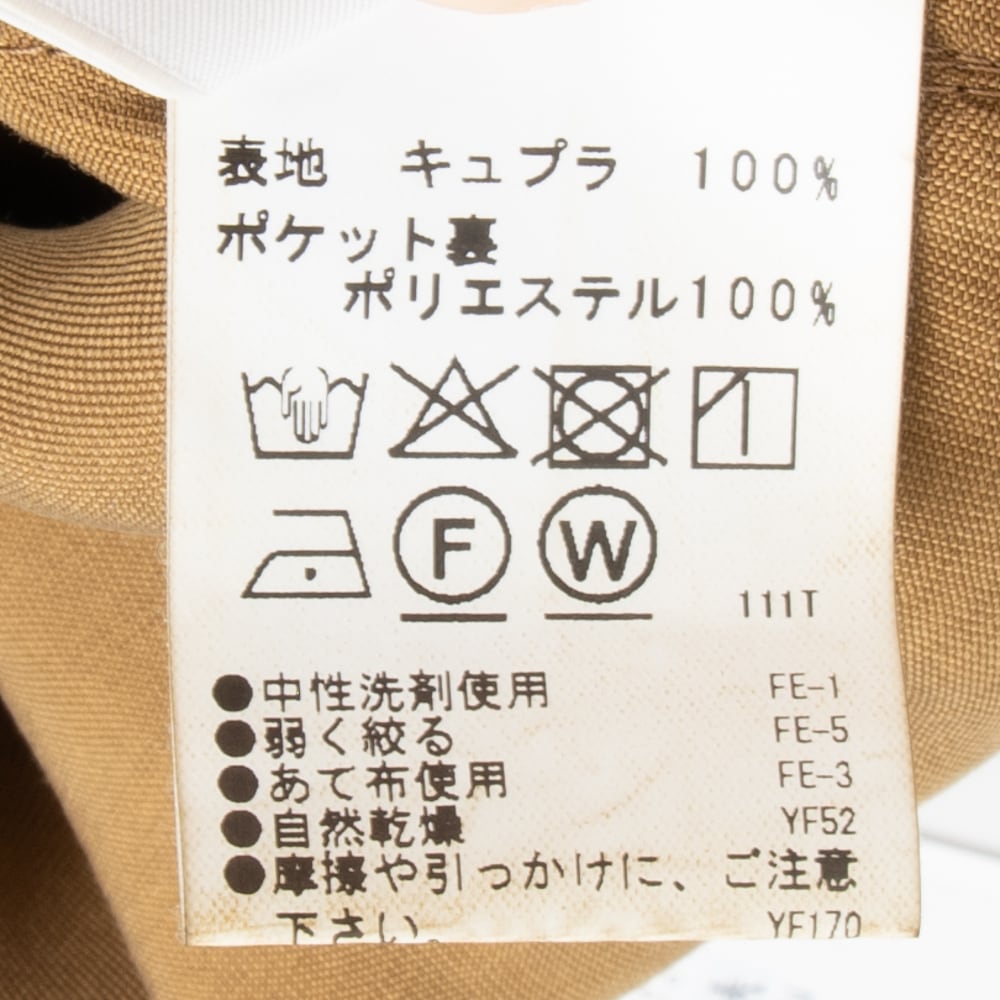 表地 キュプラ 100%
ポケット裏
ポリエステル100%
F W
111T
●中性洗剤使用 FE-1
●弱く絞る FE-5
●あて布使用 FE-3
●自然乾燥 YF52
●摩擦や引っかけに、ご注意
下さい。 YF170